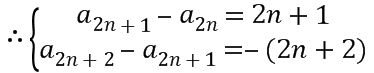 ∴ { a_{2n+1} − a_{2n} = 2n + 1
a_{2n+2} − a_{2n+1} = − (2n + 2)